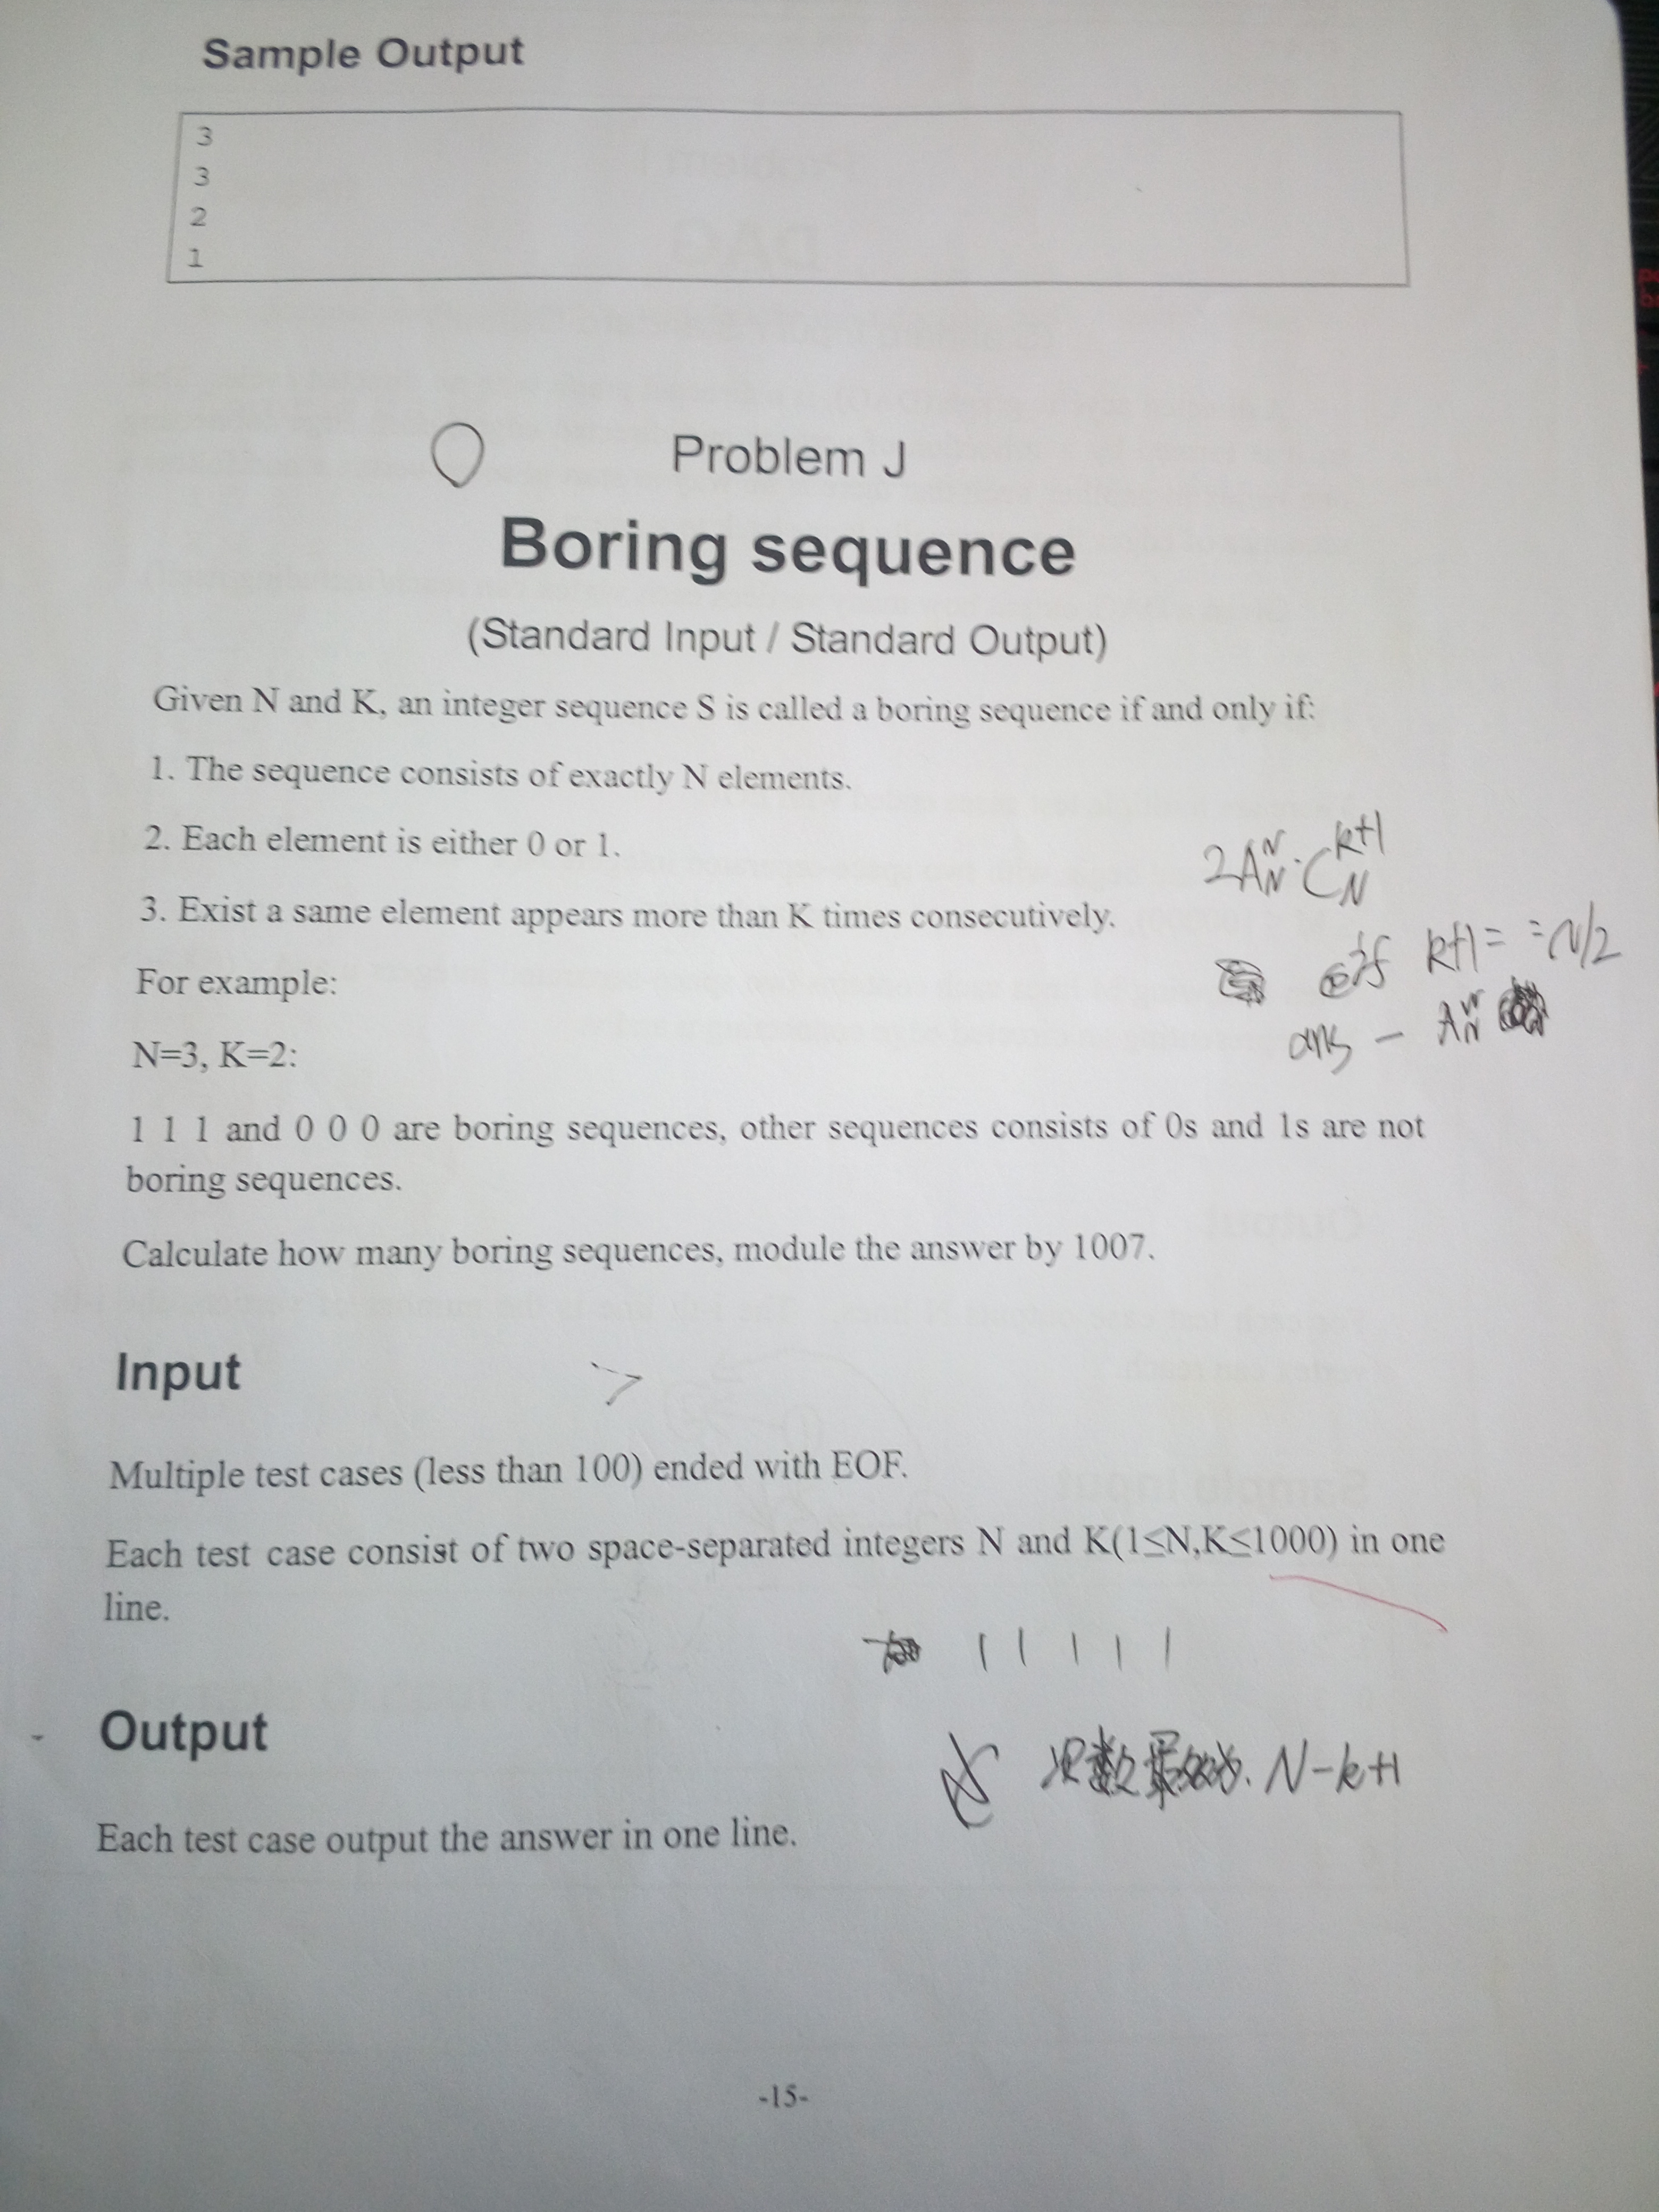 Sample Output
3
3
2
1
Problem J
Boring sequence
(Standard Input / Standard Output)
Given N and K, an integer sequence S is called a boring sequence if and only if:
1. The sequence consists of exactly N elements.
2. Each element is either 0 or 1.
2A_N^N · C_N^{k+1}
3. Exist a same element appears more than K times consecutively.
if k+1 = = N/2
For example:
ans - A_N^N
N=3, K=2:
1 1 1 and 0 0 0 are boring sequences, other sequences consists of 0s and 1s are not
boring sequences.
Calculate how many boring sequences, module the answer by 1007.
Input
Multiple test cases (less than 100) ended with EOF.
Each test case consist of two space-separated integers N and K(1≤N,K≤1000) in one
line.
1 1 1 1 1
Output
次数 N-k+1
Each test case output the answer in one line.
-15-